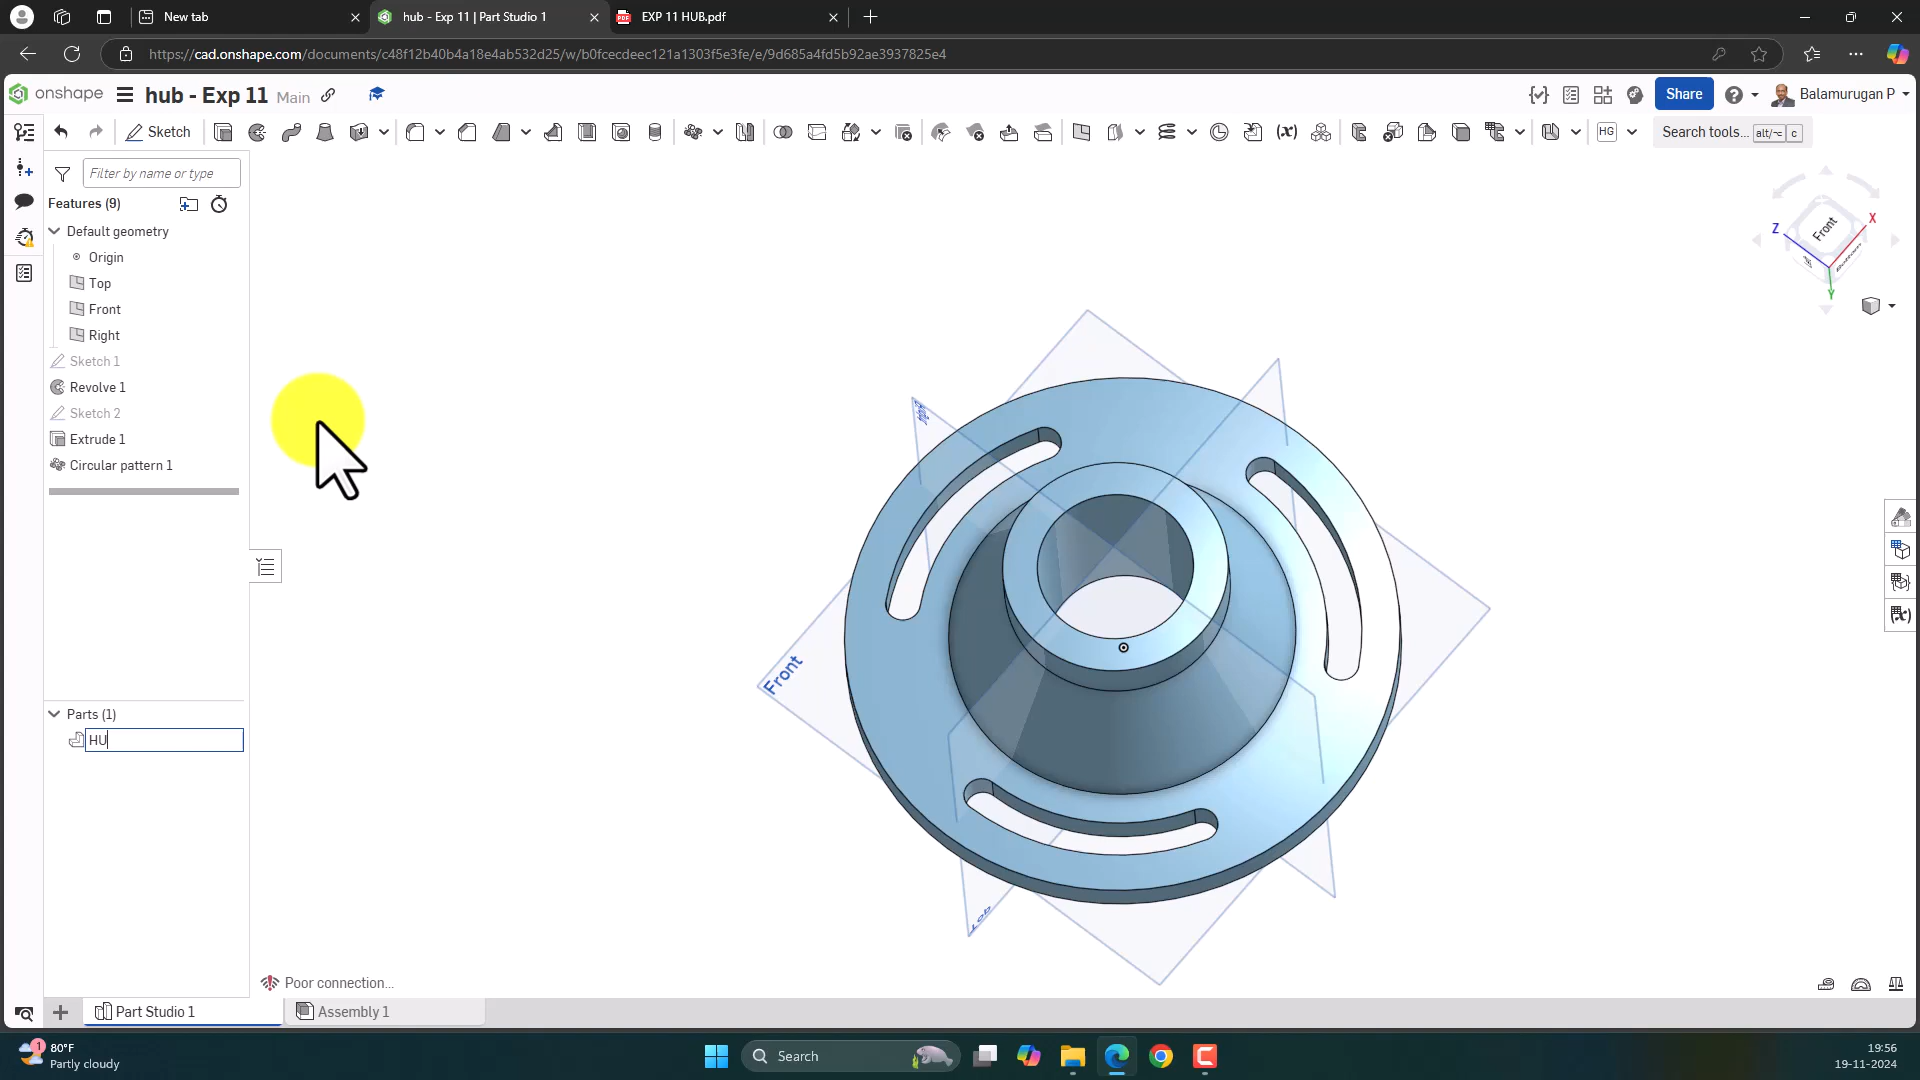 New tab
hub - Exp 11 | Part Studio 1
PDF
EXP 11 HUB.pdf
https://cad.onshape.com/documents/c48f12b40b4a18e4ab532d25/w/b0fcecdeec121a1303f5e3fe/e/9d685a4fd5b92ae3937825e4
onshape
hub - Exp 11
Main
Share
Balamurugan P
Sketch
HG
Search tools... alt/⌥ c
Filter by name or type
Features (9)
Default geometry
Origin
Top
Front
Right
Sketch 1
Revolve 1
Sketch 2
Extrude 1
Circular pattern 1
Z
X
Y
Front
Bottom
Front
Top
Parts (1)
HU
Poor connection...
Part Studio 1
Assembly 1
1
80°F
Partly cloudy
Search
19:56
19-11-2024